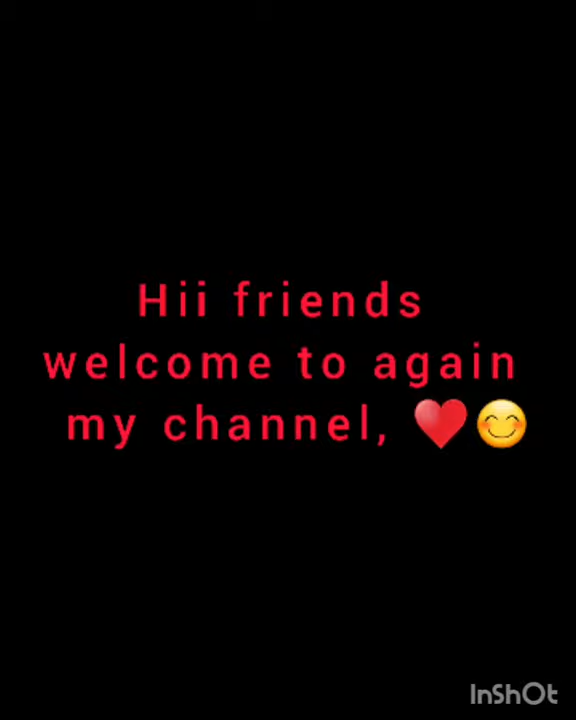 Hii friends
welcome to again
my channel, ♥️😊
InShOt